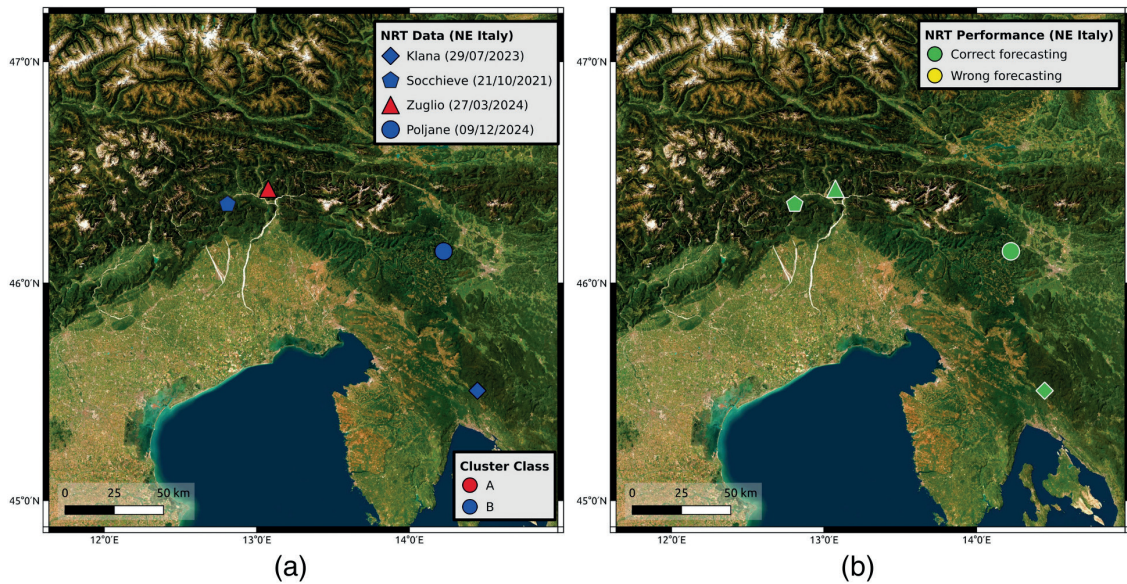 NRT Data (NE Italy)
Klana (29/07/2023)
Socchieve (21/10/2021)
Zuglio (27/03/2024)
Poljane (09/12/2024)
47°0'N
46°0'N
45°0'N
Cluster Class
A
B
0 25 50 km
12°0'E 13°0'E 14°0'E
(a)
NRT Performance (NE Italy)
Correct forecasting
Wrong forecasting
47°0'N
46°0'N
45°0'N
0 25 50 km
12°0'E 13°0'E 14°0'E
(b)